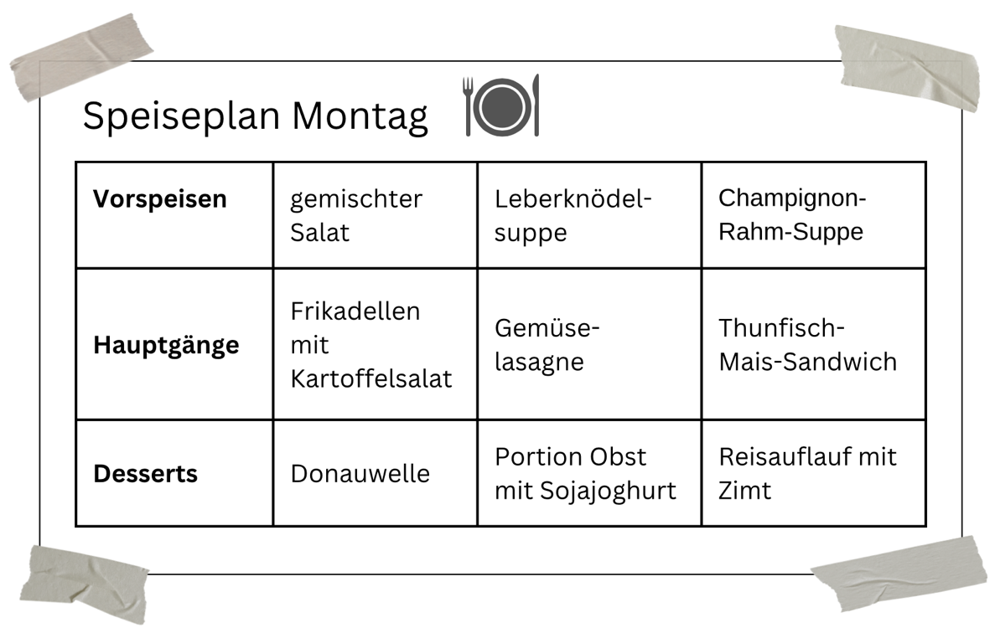 Speiseplan Montag
Vorspeisen
gemischter
Salat
Leberknödel-
suppe
Champignon-
Rahm-Suppe
Hauptgänge
Frikadellen
mit
Kartoffelsalat
Gemüse-
lasagne
Thunfisch-
Mais-Sandwich
Desserts
Donauwelle
Portion Obst
mit Sojajoghurt
Reisauflauf mit
Zimt